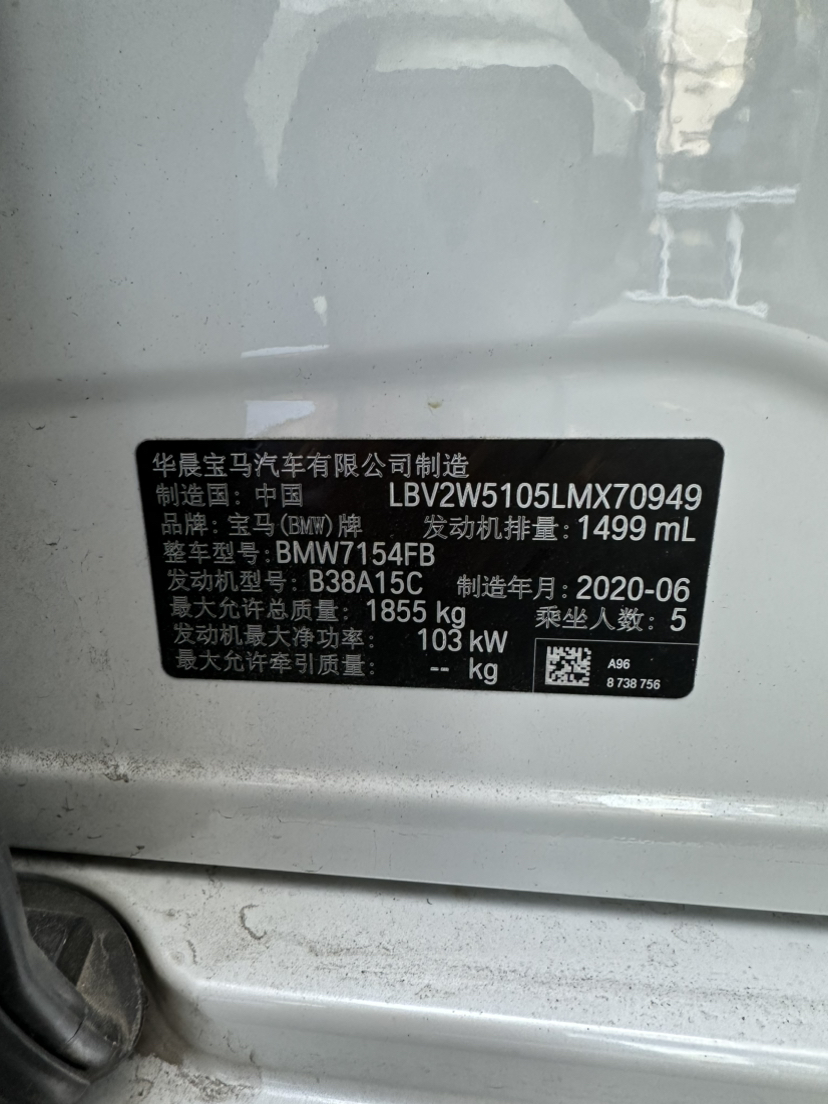 华晨宝马汽车有限公司制造
制造国: 中国 LBV2W5105LMX70949
品牌: 宝马(BMW)牌 发动机排量: 1499 mL
整车型号: BMW7154FB
发动机型号: B38A15C 制造年月: 2020-06
最大允许总质量: 1855 kg 乘坐人数: 5
发动机最大净功率: 103 kW
最大允许牵引质量: -- kg
A96
8 738 756